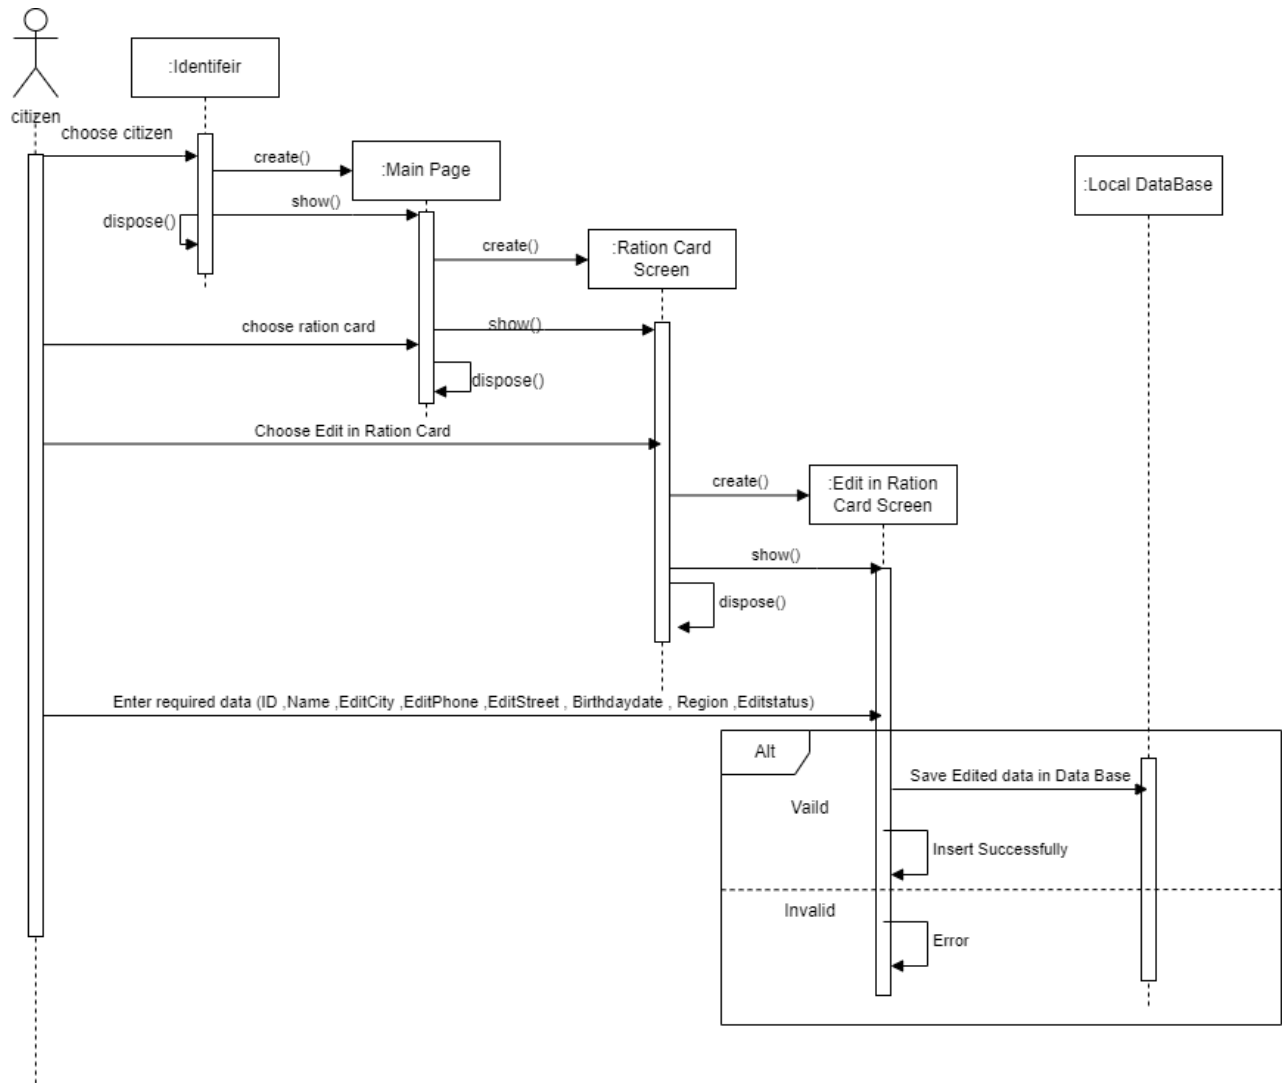 citizen
:Identifeir
choose citizen
create()
:Main Page
:Local DataBase
show()
dispose()
create()
:Ration Card
Screen
choose ration card
show()
dispose()
Choose Edit in Ration Card
create()
:Edit in Ration
Card Screen
show()
dispose()
Enter required data (ID ,Name ,EditCity ,EditPhone ,EditStreet , Birthdaydate , Region ,Editstatus)
Alt
Save Edited data in Data Base
Vaild
Insert Successfully
Invalid
Error